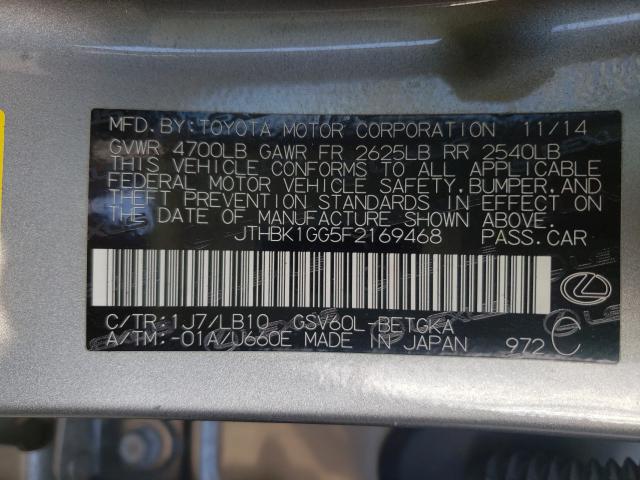 MFD. BY: TOYOTA MOTOR CORPORATION 11/14
GVWR 4700LB GAWR FR 2625LB RR 2540LB
THIS VEHICLE CONFORMS TO ALL APPLICABLE
FEDERAL MOTOR VEHICLE SAFETY, BUMPER, AND
THEFT PREVENTION STANDARDS IN EFFECT ON
THE DATE OF MANUFACTURE SHOWN ABOVE.
JTHBK1GG5F2169468 PASS. CAR
C/TR: 1J7/LB10 GSV60L-BETGKA
A/TM: -01A/U660E MADE IN JAPAN 972 C